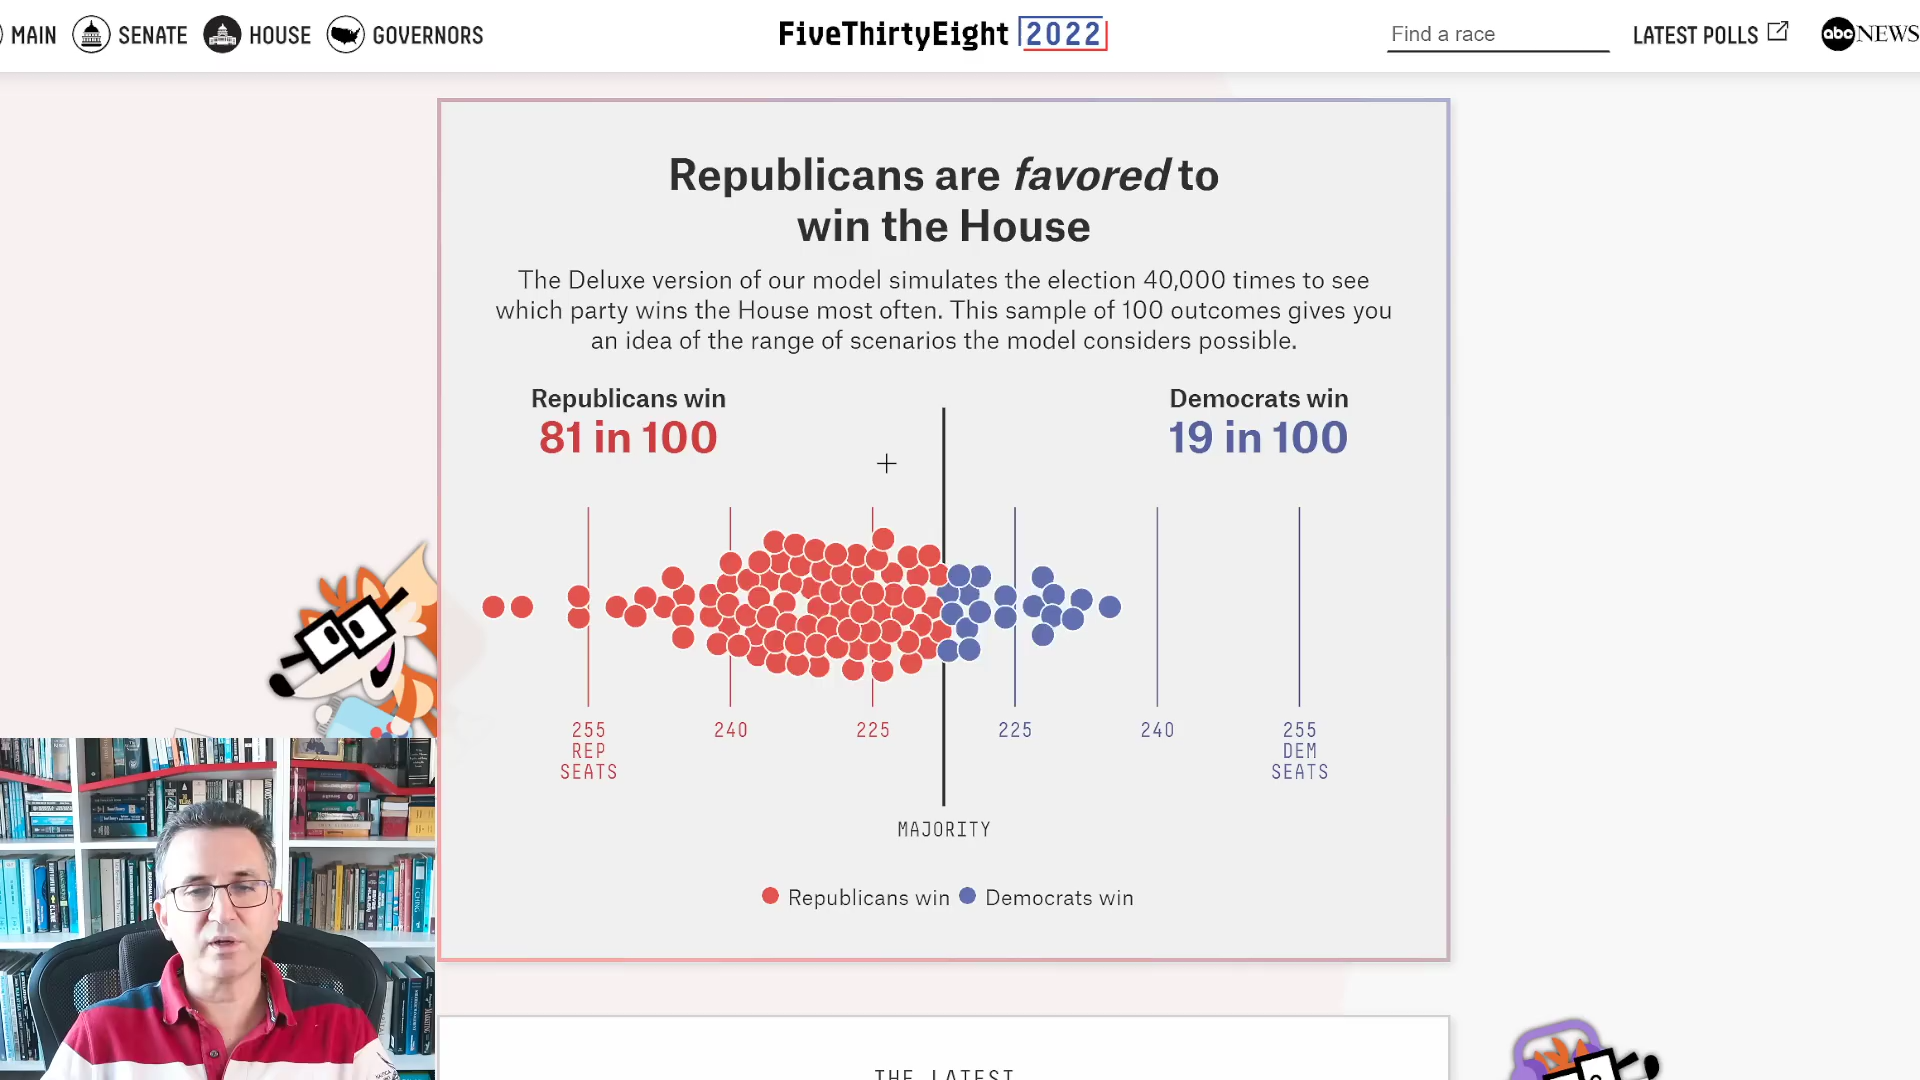 MAIN SENATE HOUSE GOVERNORS
FiveThirtyEight 2022
Find a race
LATEST POLLS
abc NEWS
Republicans are favored to
win the House
The Deluxe version of our model simulates the election 40,000 times to see
which party wins the House most often. This sample of 100 outcomes gives you
an idea of the range of scenarios the model considers possible.
Republicans win
81 in 100
Democrats win
19 in 100
255 240 225 225 240 255
REP DEM
SEATS SEATS
MAJORITY
Republicans win Democrats win
THE LATEST